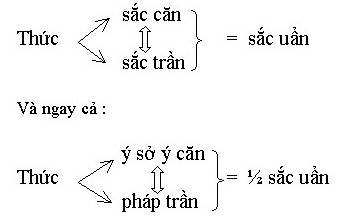 sắc căn
Thức = sắc uẩn
sắc trần
Và ngay cả :
ý sở ý căn
Thức = ½ sắc uẩn
pháp trần